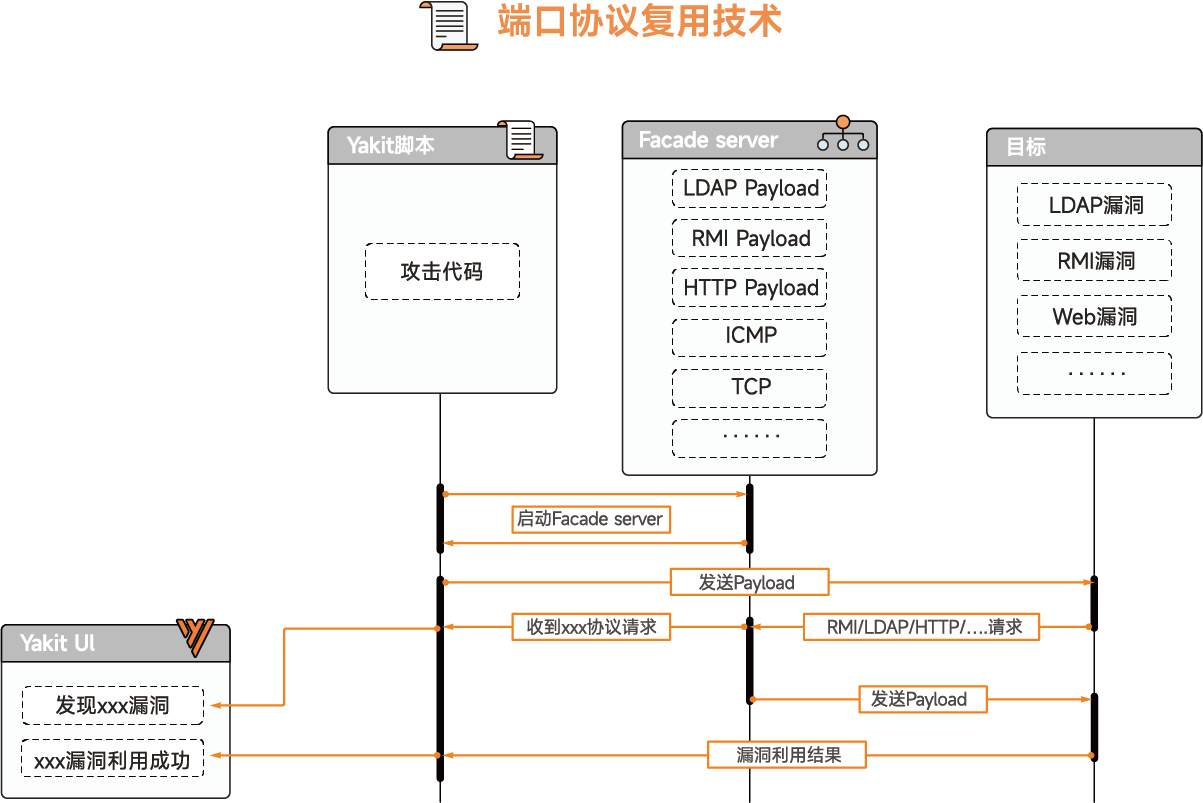 端口协议复用技术
Yakit脚本
攻击代码
Facade server
LDAP Payload
RMI Payload
HTTP Payload
ICMP
TCP
······
目标
LDAP漏洞
RMI漏洞
Web漏洞
······
启动Facade server
发送Payload
收到xxx协议请求
RMI/LDAP/HTTP/....请求
Yakit UI
发现xxx漏洞
xxx漏洞利用成功
发送Payload
漏洞利用结果